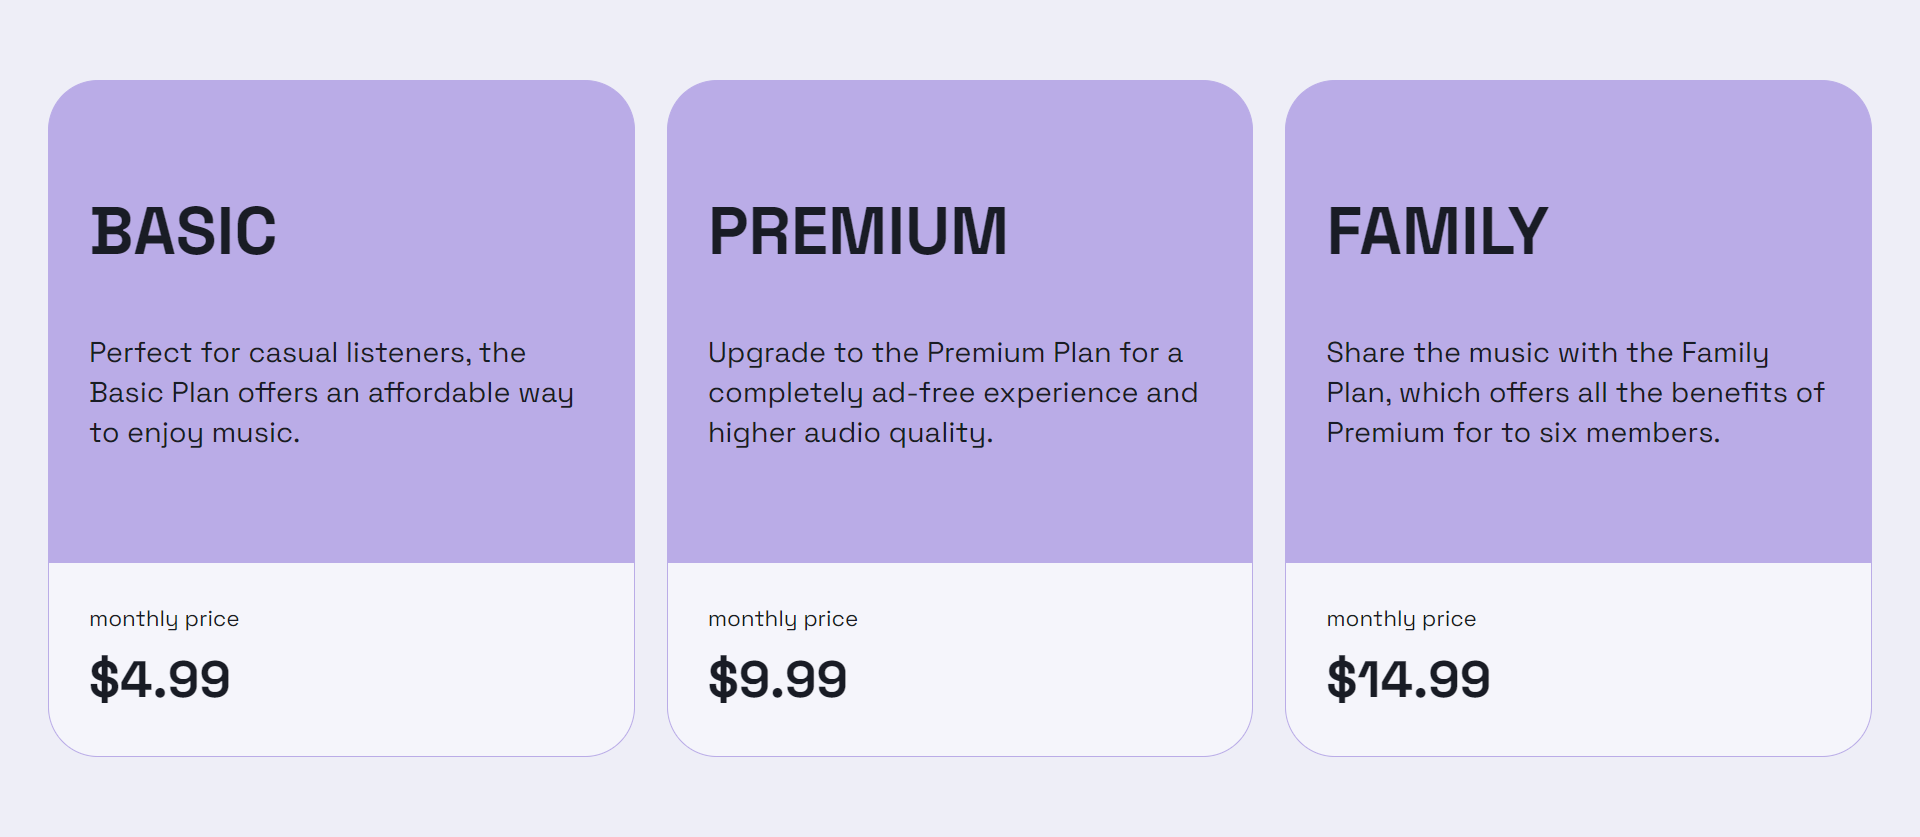 BASIC
Perfect for casual listeners, the
Basic Plan offers an affordable way
to enjoy music.
monthly price
$4.99
PREMIUM
Upgrade to the Premium Plan for a
completely ad-free experience and
higher audio quality.
monthly price
$9.99
FAMILY
Share the music with the Family
Plan, which offers all the benefits of
Premium for to six members.
monthly price
$14.99